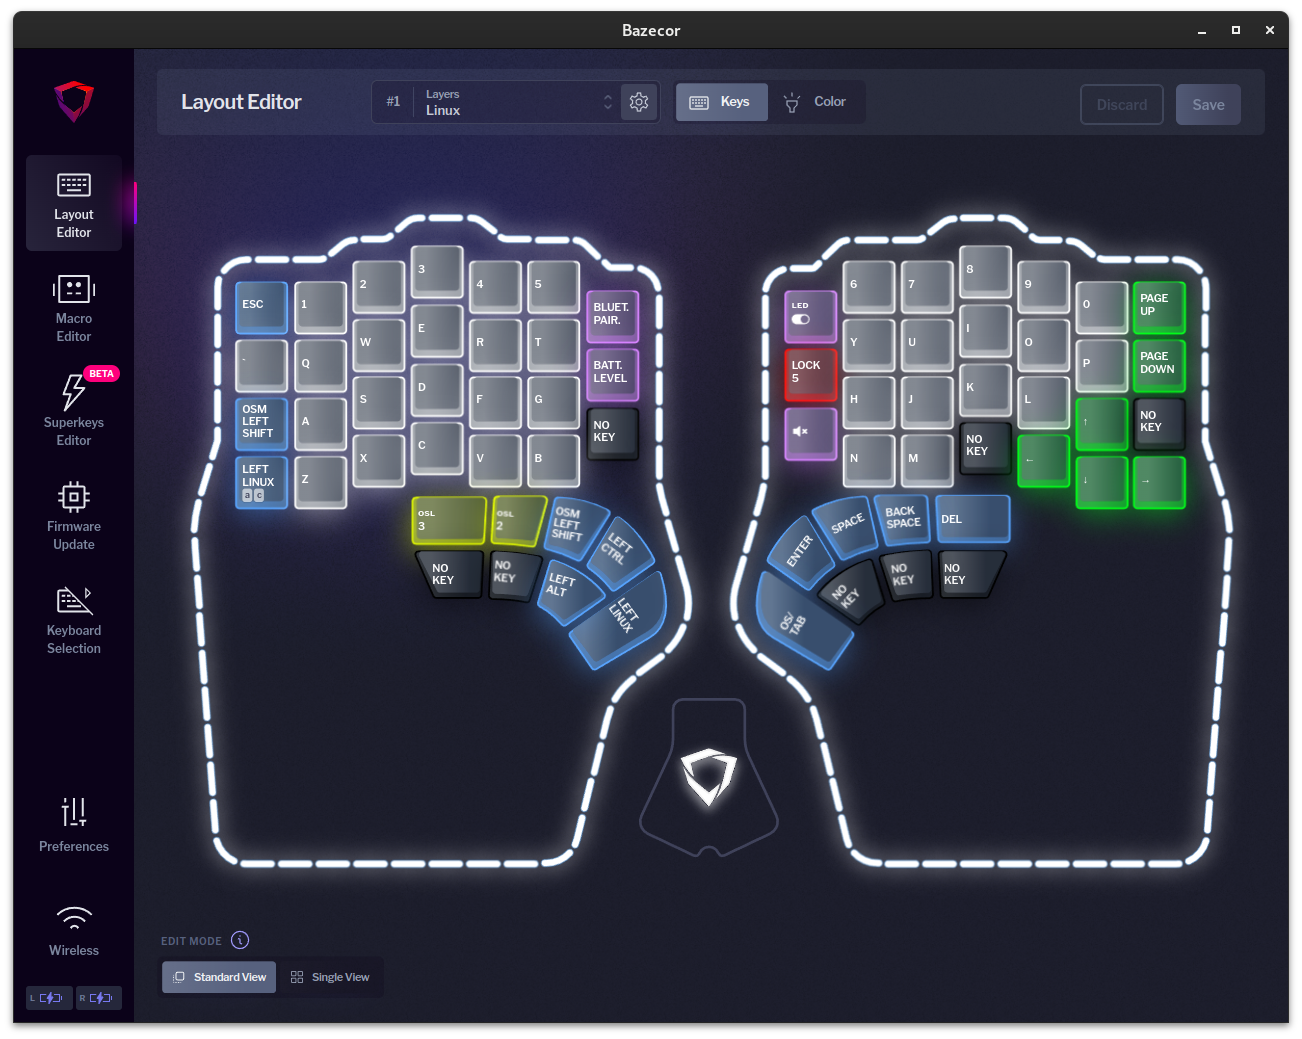 Bazecor
Layout Editor
#1
Layers
Linux
Keys
Color
Discard
Save
Layout
Editor
Macro
Editor
BETA
Superkeys
Editor
Firmware
Update
Keyboard
Selection
Preferences
Wireless
L
R
ESC
1
2
3
4
5
BLUET.
PAIR.
Q
W
E
R
T
BATT.
LEVEL
OSM
LEFT
SHIFT
A
S
D
F
G
NO
KEY
LEFT
LINUX
a c
Z
X
C
V
B
OSL
3
OSL
2
OSM
LEFT
SHIFT
LEFT
CTRL
NO
KEY
NO
KEY
LEFT
ALT
LEFT
LINUX
LED
6
7
8
9
0
PAGE
UP
LOCK
5
Y
U
I
O
P
PAGE
DOWN
H
J
K
L
↑
NO
KEY
N
M
NO
KEY
←
↓
→
ENTER
SPACE
BACK
SPACE
DEL
OS/
TAB
NO
KEY
NO
KEY
NO
KEY
EDIT MODE
i
Standard View
Single View